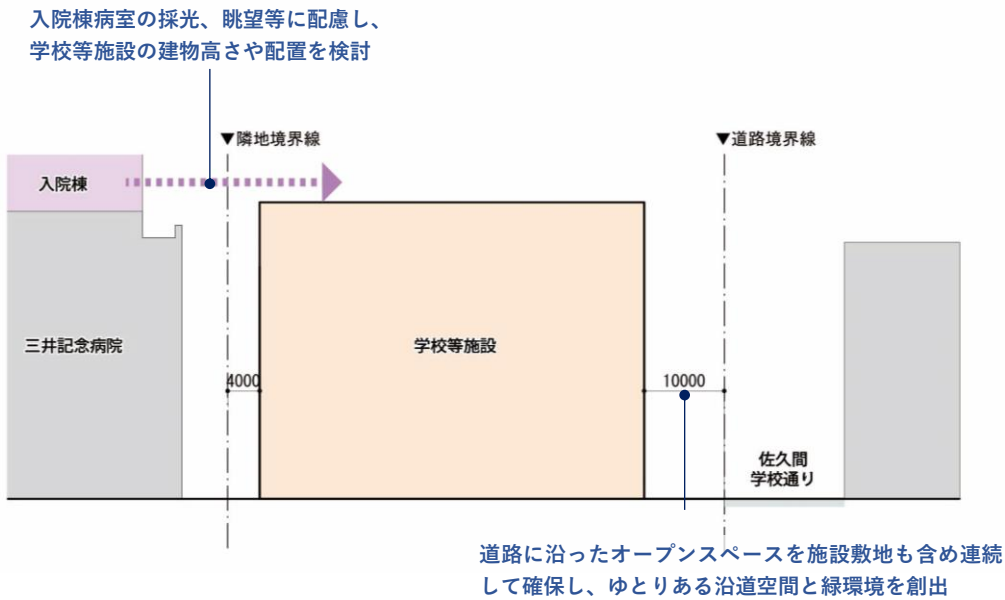 入院棟病室の採光、眺望等に配慮し、
学校等施設の建物高さや配置を検討
▼隣地境界線
▼道路境界線
入院棟
三井記念病院
学校等施設
4000
10000
佐久間
学校通り
道路に沿ったオープンスペースを施設敷地も含め連続
して確保し、ゆとりある沿道空間と緑環境を創出